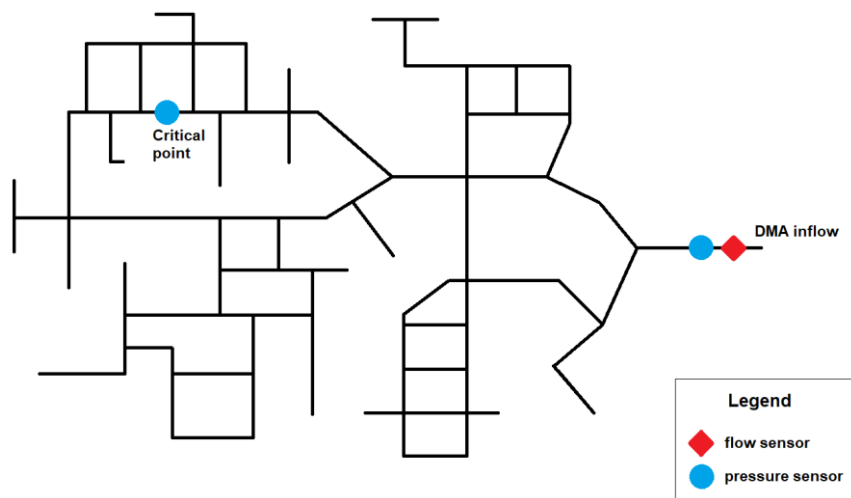 Critical
point
DMA inflow
Legend
flow sensor
pressure sensor